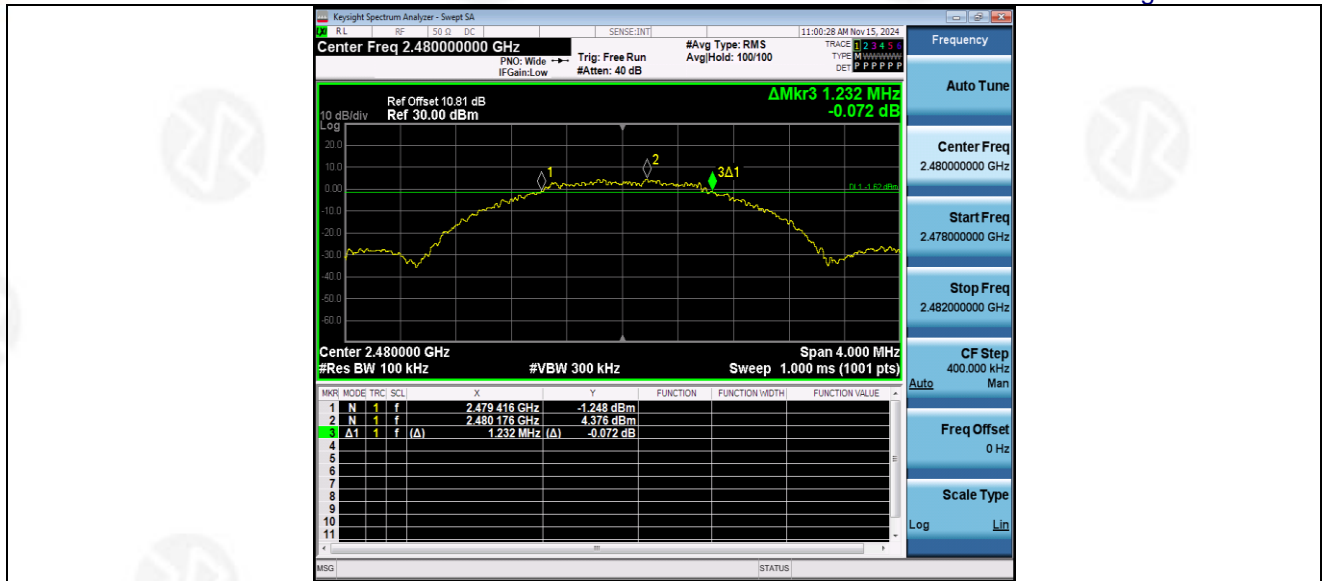 Keysight Spectrum Analyzer - Swept SA
RL RF 50 Ω DC SENSE:INT 11:00:28 AM Nov 15, 2024
Center Freq 2.480000000 GHz #Avg Type: RMS TRACE 1 2 3 4 5 6
PNO: Wide Trig: Free Run Avg|Hold: 100/100 TYPE M WWWWW
IFGain:Low #Atten: 40 dB DET P P P P P P
ΔMkr3 1.232 MHz
Ref Offset 10.81 dB
-0.072 dB
10 dB/div Ref 30.00 dBm
Log
20.0
10.0
0.00
-10.0
-20.0
-30.0
-40.0
-50.0
-60.0
1
2
3Δ1
DL1 -1.62 dBm
Center 2.480000 GHz Span 4.000 MHz
#Res BW 100 kHz #VBW 300 kHz Sweep 1.000 ms (1001 pts)
MKR MODE TRC SCL X Y FUNCTION FUNCTION WIDTH FUNCTION VALUE
1 N 1 f 2.479 416 GHz -1.248 dBm
2 N 1 f 2.480 176 GHz 4.376 dBm
3 Δ1 1 f (Δ) 1.232 MHz (Δ) -0.072 dB
4
5
6
7
8
9
10
11
MSG STATUS
Frequency
Auto Tune
Center Freq
2.480000000 GHz
Start Freq
2.478000000 GHz
Stop Freq
2.482000000 GHz
CF Step
400.000 kHz
Auto Man
Freq Offset
0 Hz
Scale Type
Log Lin